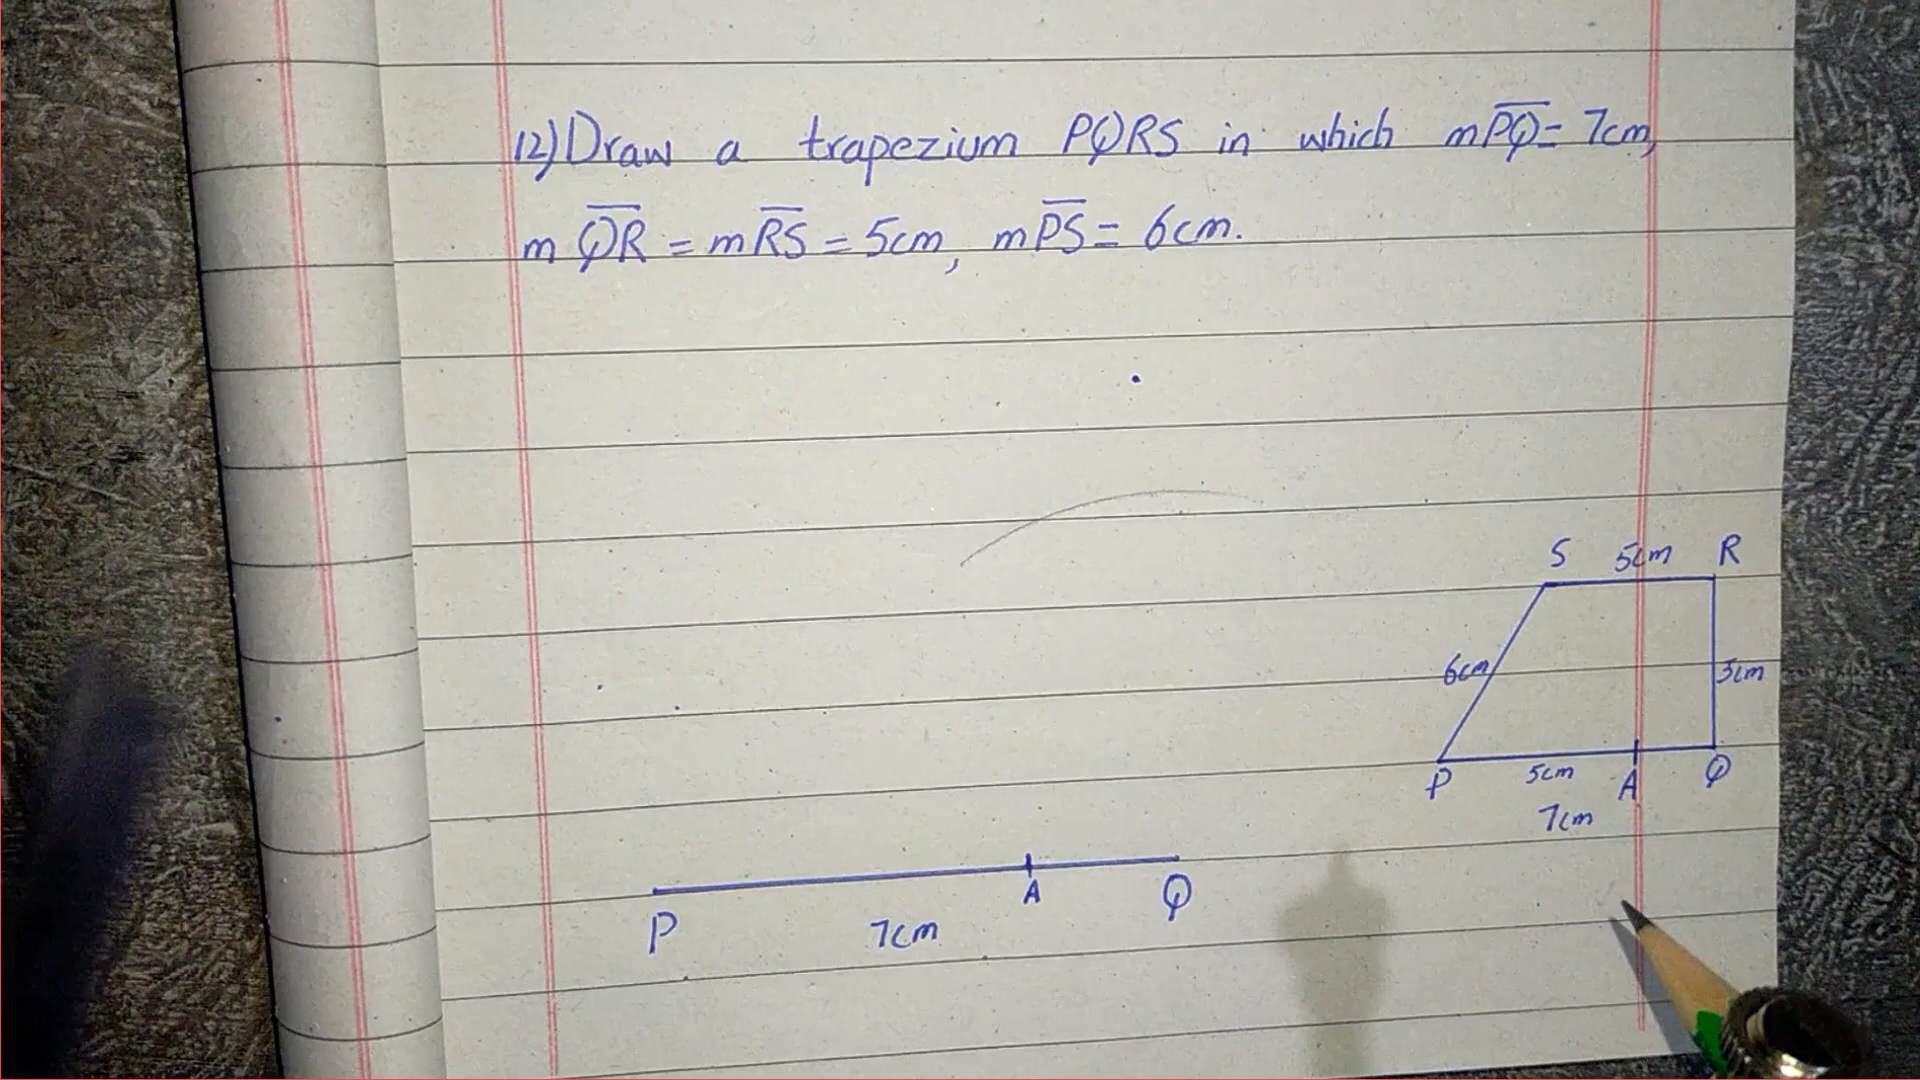 12) Draw a trapezium PQRS in which mPQ = 7cm,
mQR = mRS = 5cm, mPS = 6cm.
S 5cm R
6cm 5cm
P 5cm A Q
7cm
P 7cm A Q